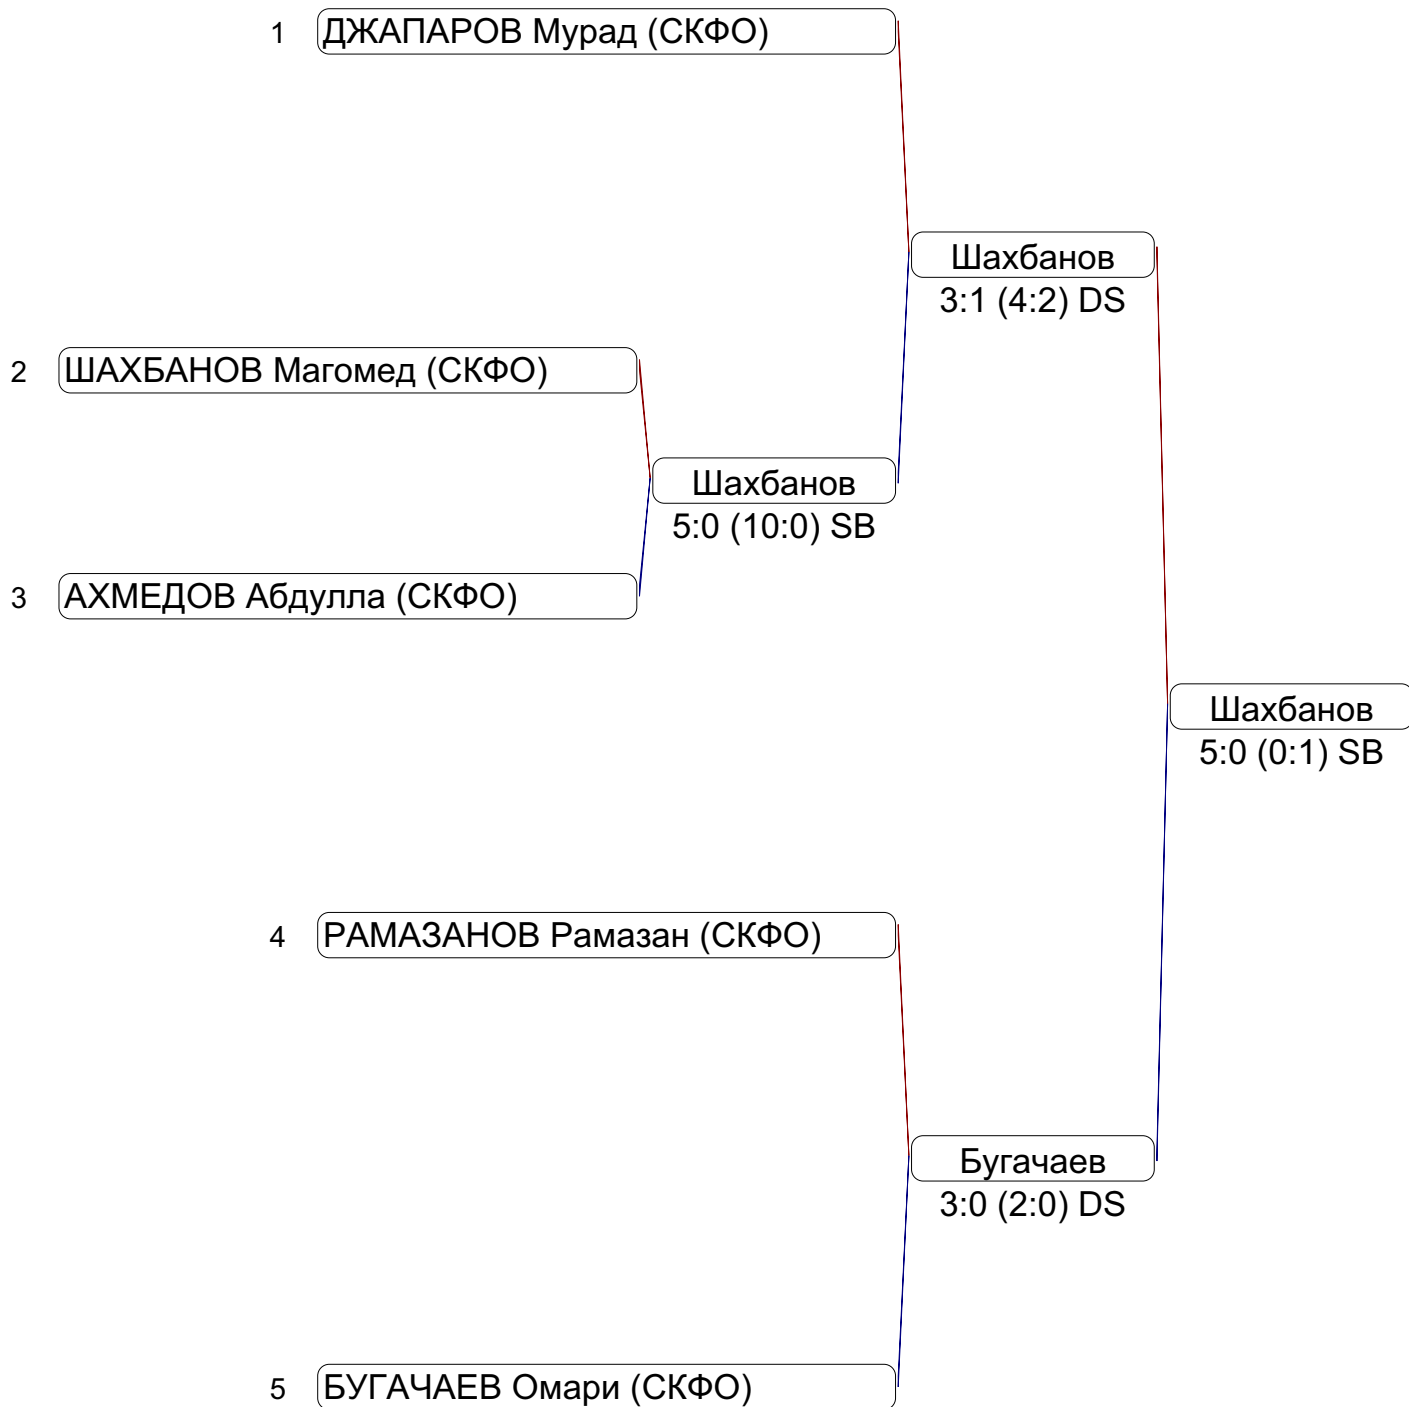 1 ДЖАПАРОВ Мурад (СКФО)
Шахбанов
3:1 (4:2) DS
2 ШАХБАНОВ Магомед (СКФО)
Шахбанов
5:0 (10:0) SB
3 АХМЕДОВ Абдулла (СКФО)
Шахбанов
5:0 (0:1) SB
4 РАМАЗАНОВ Рамазан (СКФО)
Бугачаев
3:0 (2:0) DS
5 БУГАЧАЕВ Омари (СКФО)